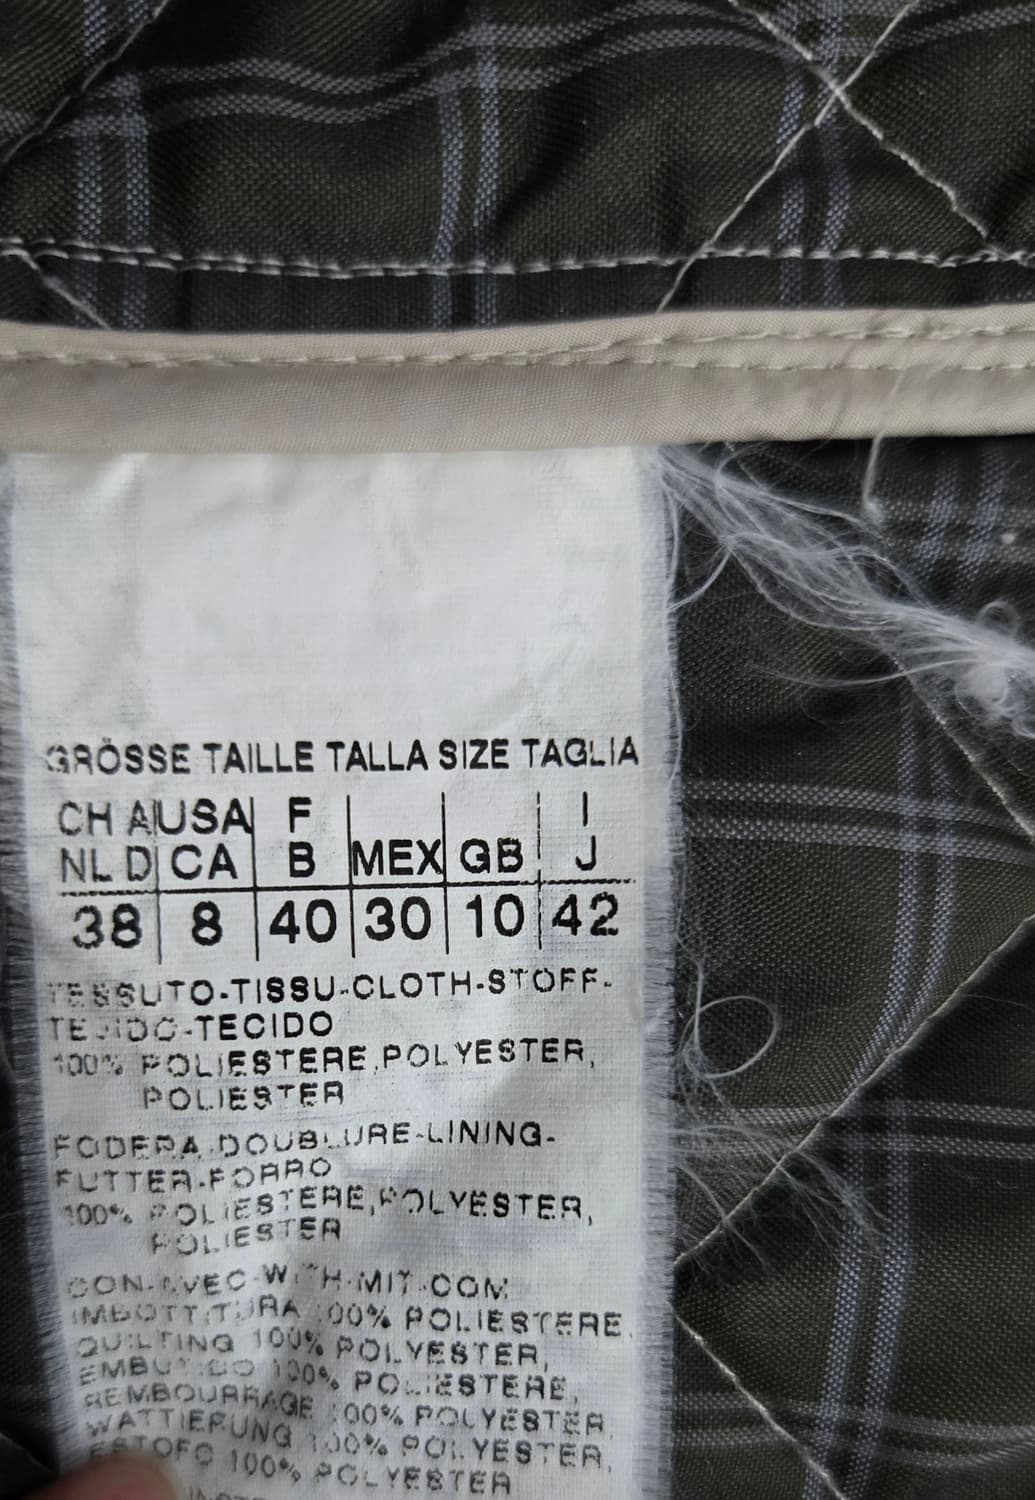 GRÖSSE TAILLE TALLA SIZE TAGLIA
CH A USA F I
NL D CA B MEX GB J
38 8 40 30 10 42
TESSUTO-TISSU-CLOTH-STOFF-
TEJIDO-TECIDO
100% POLIESTERE,POLYESTER,
POLIESTER
FODERA,DOUBLURE-LINING-
FUTTER-FORRO
100% POLIESTERE,POLYESTER,
POLIESTER
CON-AVEC-WITH-MIT-COM
IMBOTTITURA 100% POLIESTERE,
QUILTING 100% POLYESTER,
EMBUTIDO 100% POLIESTERE,
REMBOURRAGE 100% POLYESTER,
WATTIERUNG 100% POLYESTER,
ESTOFO 100% POLYESTER